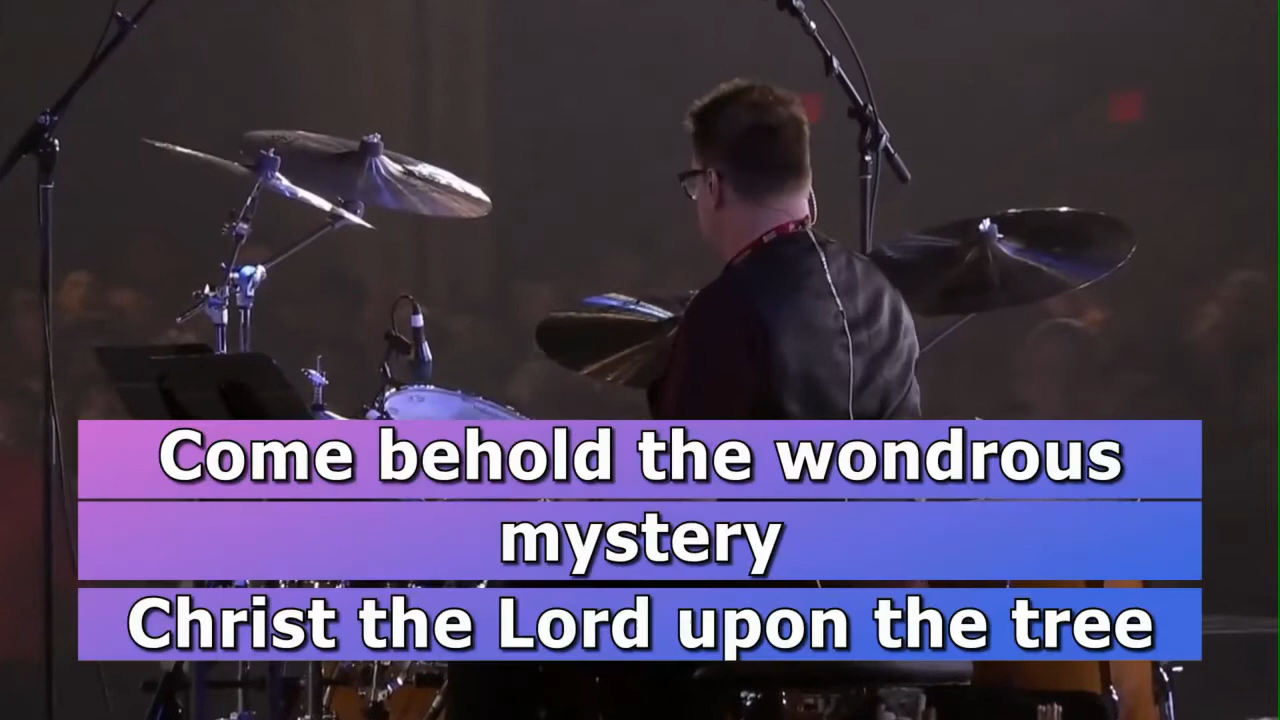 Come behold the wondrous
mystery
Christ the Lord upon the tree